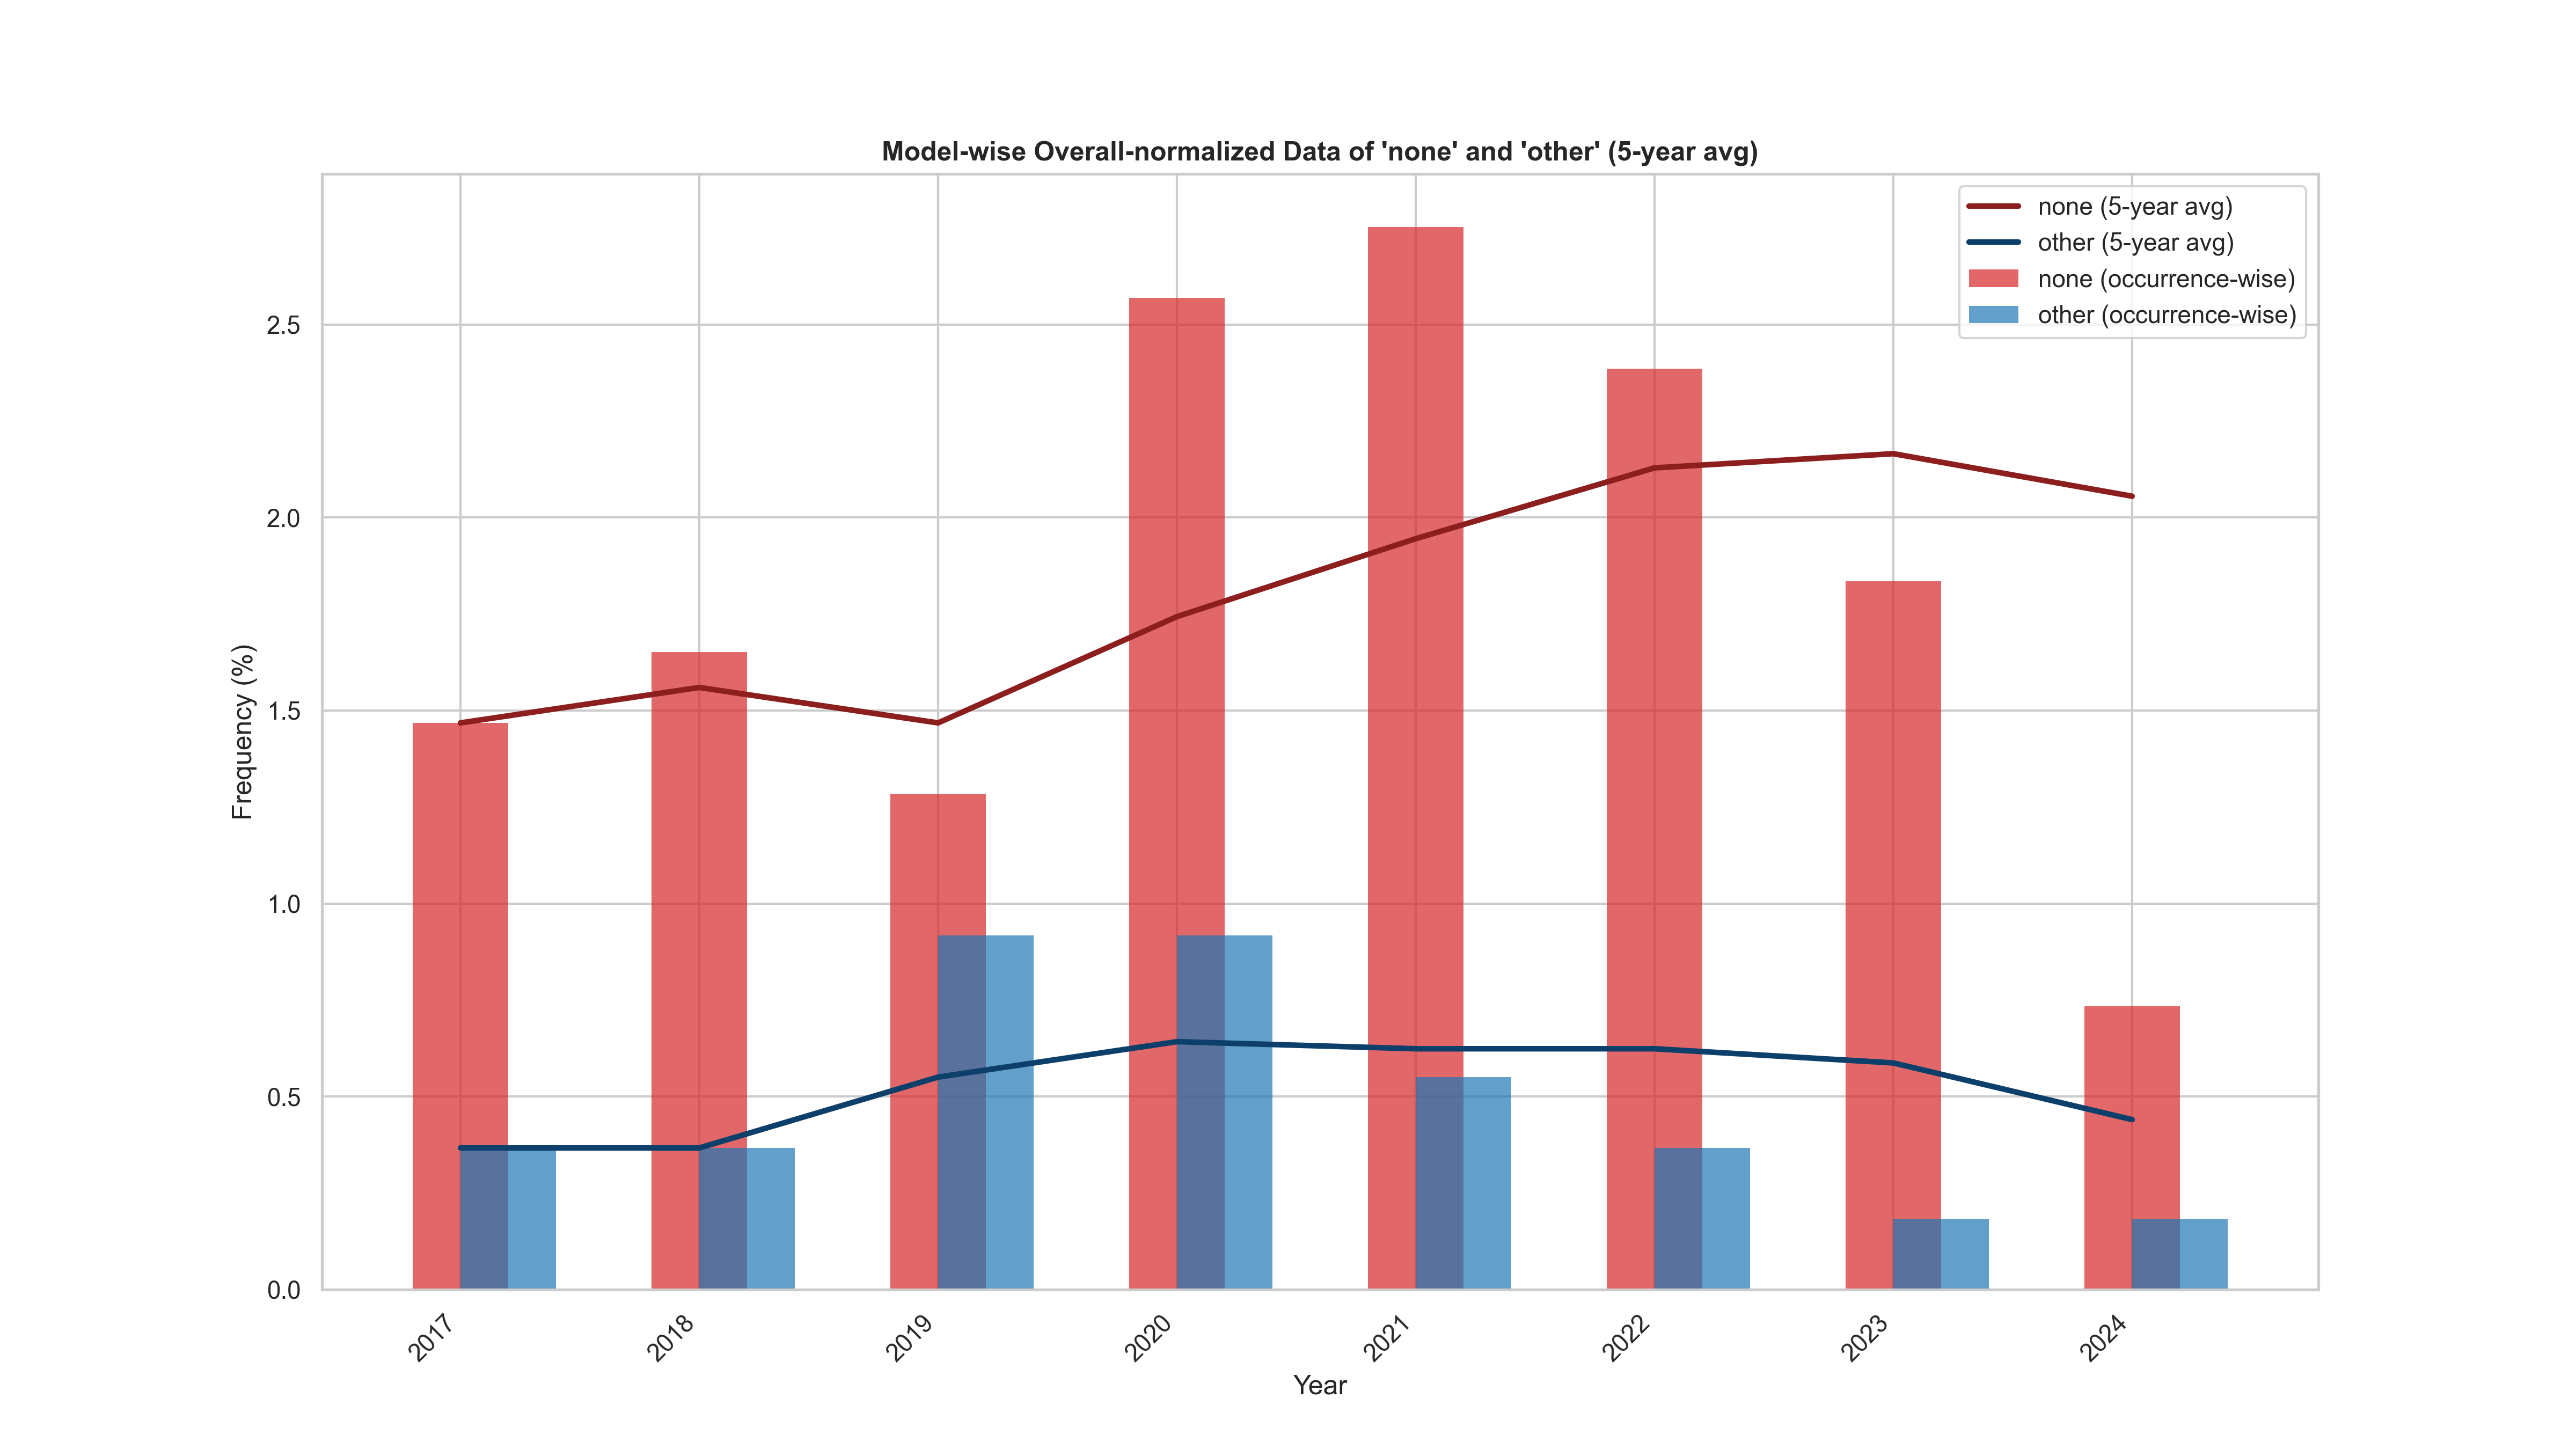 Model-wise Overall-normalized Data of 'none' and 'other' (5-year avg)
none (5-year avg)
other (5-year avg)
none (occurrence-wise)
other (occurrence-wise)
Frequency (%)
2.5
2.0
1.5
1.0
0.5
0.0
2017
2018
2019
2020
2021
2022
2023
2024
Year